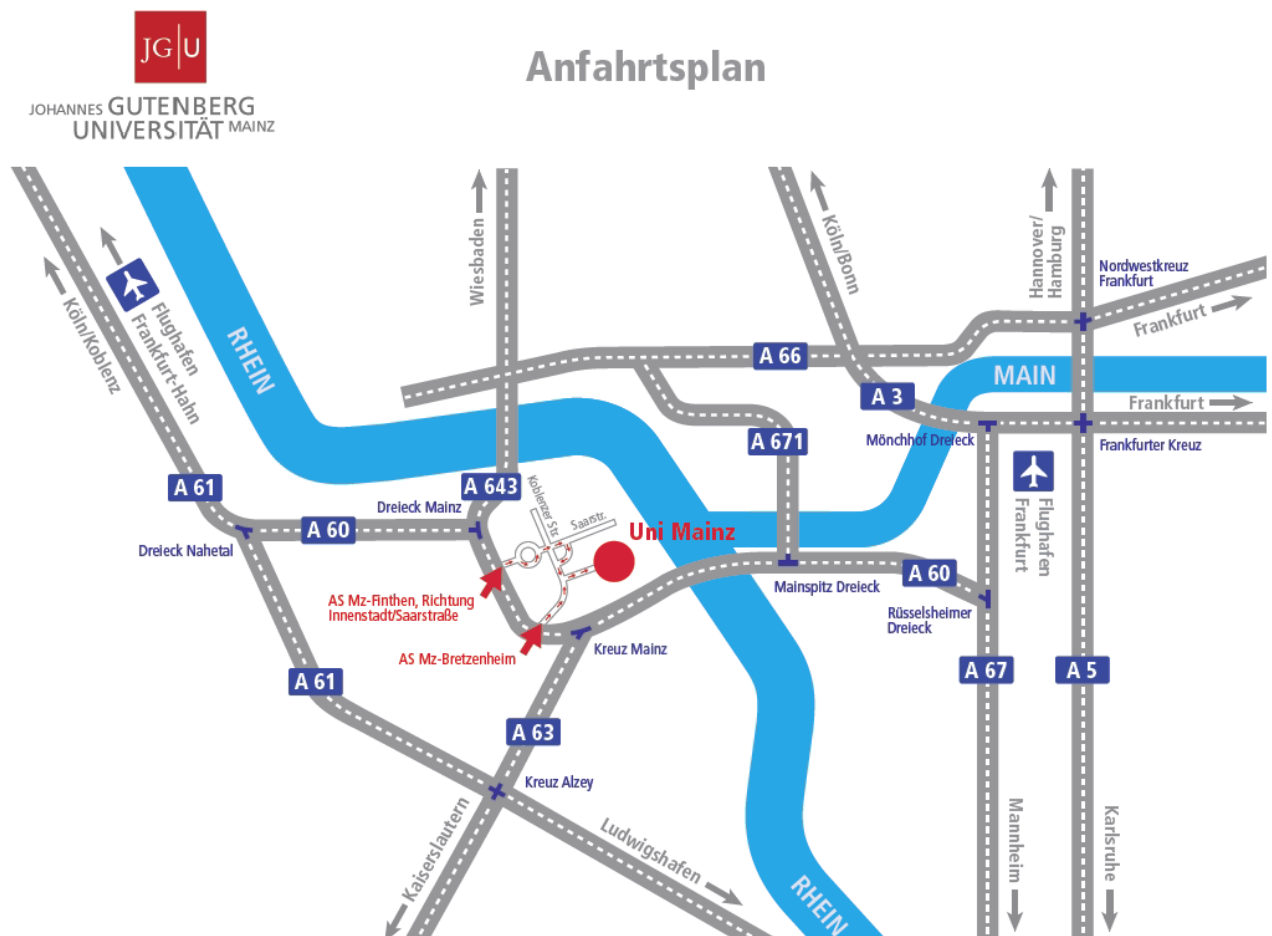 JG|U
JOHANNES GUTENBERG
UNIVERSITÄT MAINZ
Anfahrtsplan
Wiesbaden
Köln/Bonn
Hannover/
Hamburg
Nordwestkreuz
Frankfurt
Frankfurt
Köln/Koblenz
Flughafen
Frankfurt-Hahn
RHEIN
A 66
MAIN
A 3
Frankfurt
Mönchhof Dreieck
Frankfurter Kreuz
A 671
A 61
A 643
Dreieck Mainz
Koblenzer Str.
Saarstr.
Flughafen
Frankfurt
A 60
Uni Mainz
Dreieck Nahetal
Mainspitz Dreieck
A 60
AS Mz-Finthen, Richtung
Innenstadt/Saarstraße
Rüsselsheimer
Dreieck
AS Mz-Bretzenheim
Kreuz Mainz
A 61
A 67
A 5
A 63
Kreuz Alzey
Kaiserslautern
Ludwigshafen
Mannheim
Karlsruhe
RHEIN